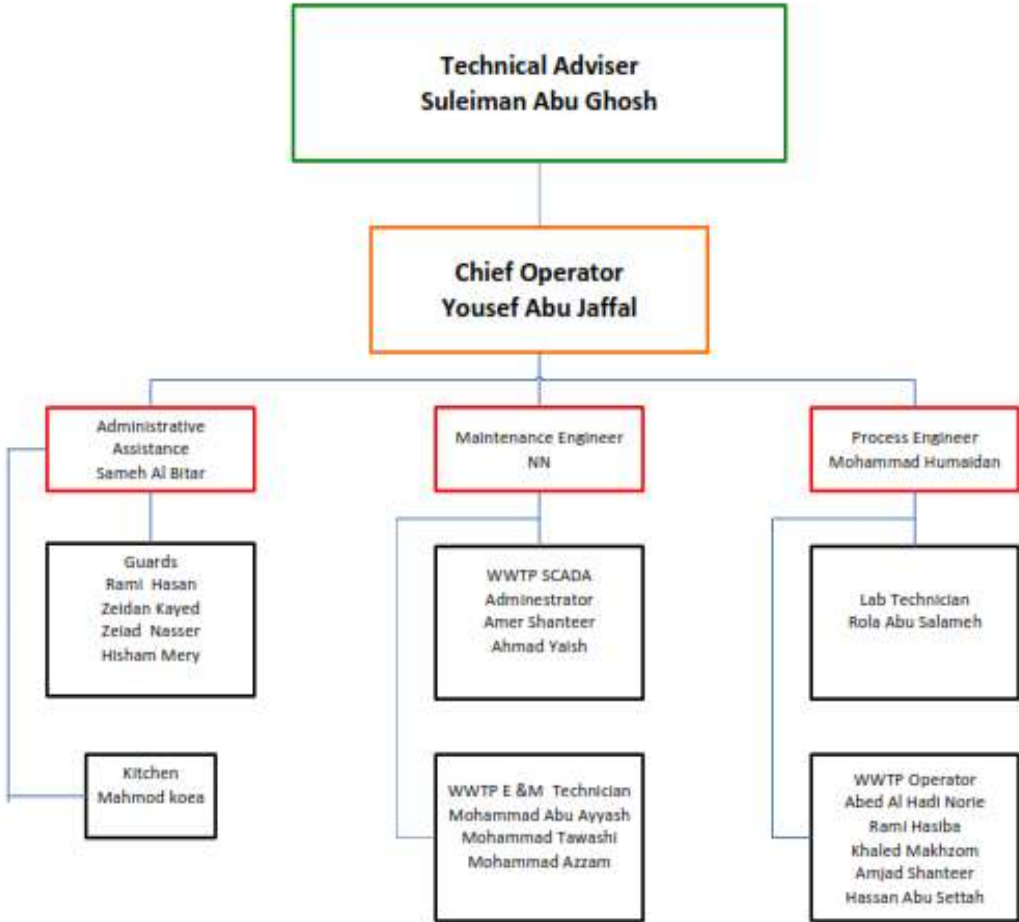 Technical Adviser
Suleiman Abu Ghosh
Chief Operator
Yousef Abu Jaffal
Administrative
Assistance
Sameh Al Bitar
Maintenance Engineer
NN
Process Engineer
Mohammad Humaidan
Guards
Rami Hasan
Zeidan Kayed
Zeiad Nasser
Hisham Mery
WWTP SCADA
Adminestrator
Amer Shanteer
Ahmad Yaish
Lab Technician
Rola Abu Salameh
Kitchen
Mahmod koea
WWTP E &M Technician
Mohammad Abu Ayyash
Mohammad Tawashi
Mohammad Azzam
WWTP Operator
Abed Al Hadi Norie
Rami Hasiba
Khaled Makhzom
Amjad Shanteer
Hassan Abu Settah